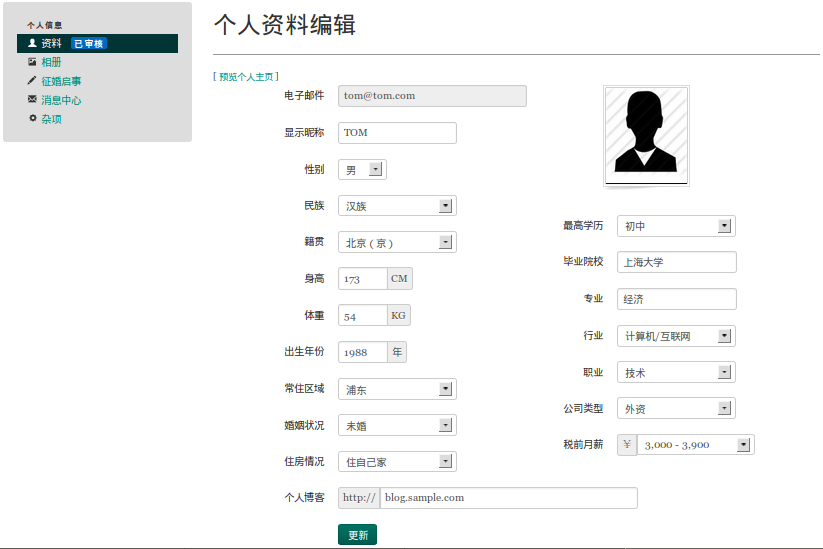 个人信息
资料 已审核
相册
征婚启事
消息中心
杂项
个人资料编辑
[ 预览个人主页 ]
电子邮件 tom@tom.com
显示昵称 TOM
性别 男
民族 汉族
籍贯 北京 ( 京 )
身高 173 CM
体重 54 KG
出生年份 1988 年
常住区域 浦东
婚姻状况 未婚
住房情况 住自己家
个人博客 http:// blog.sample.com
更新
最高学历 初中
毕业院校 上海大学
专业 经济
行业 计算机/互联网
职业 技术
公司类型 外资
税前月薪 ¥ 3,000 - 3,900